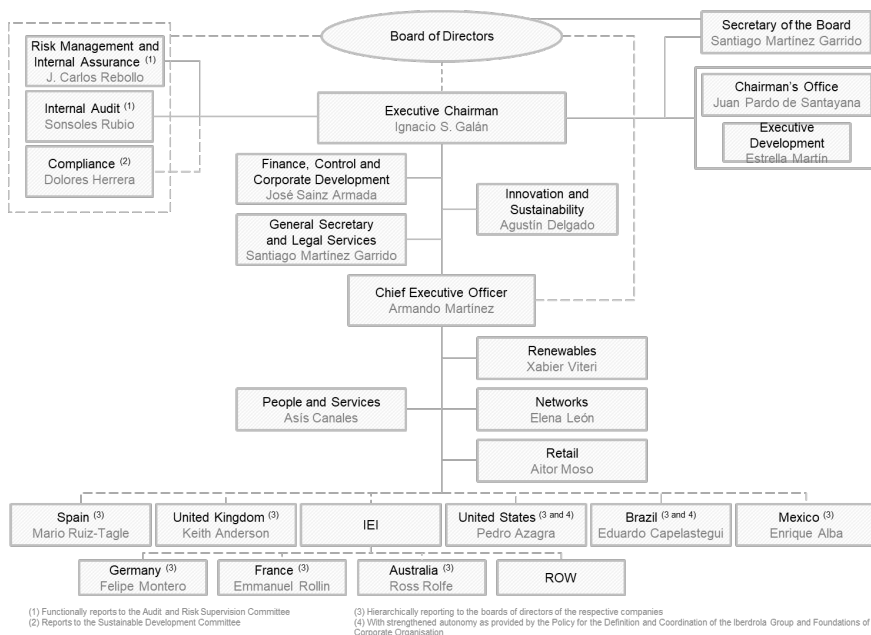 Board of Directors
Secretary of the Board
Santiago Martínez Garrido
Risk Management and
Internal Assurance (1)
J. Carlos Rebollo
Chairman's Office
Juan Pardo de Santayana
Internal Audit (1)
Sonsoles Rubio
Executive Chairman
Ignacio S. Galán
Executive
Development
Estrella Martín
Compliance (2)
Dolores Herrera
Finance, Control and
Corporate Development
José Sainz Armada
Innovation and
Sustainability
Agustín Delgado
General Secretary
and Legal Services
Santiago Martínez Garrido
Chief Executive Officer
Armando Martínez
Renewables
Xabier Viteri
People and Services
Asís Canales
Networks
Elena León
Retail
Aitor Moso
Spain (3)
Mario Ruiz-Tagle
United Kingdom (3)
Keith Anderson
IEI
United States (3 and 4)
Pedro Azagra
Brazil (3 and 4)
Eduardo Capelastegui
Mexico (3)
Enrique Alba
Germany (3)
Felipe Montero
France (3)
Emmanuel Rollin
Australia (3)
Ross Rolfe
ROW
(1) Functionally reports to the Audit and Risk Supervision Committee
(2) Reports to the Sustainable Development Committee
(3) Hierarchically reporting to the boards of directors of the respective companies
(4) With strengthened autonomy as provided by the Policy for the Definition and Coordination of the Iberdrola Group and Foundations of
Corporate Organisation